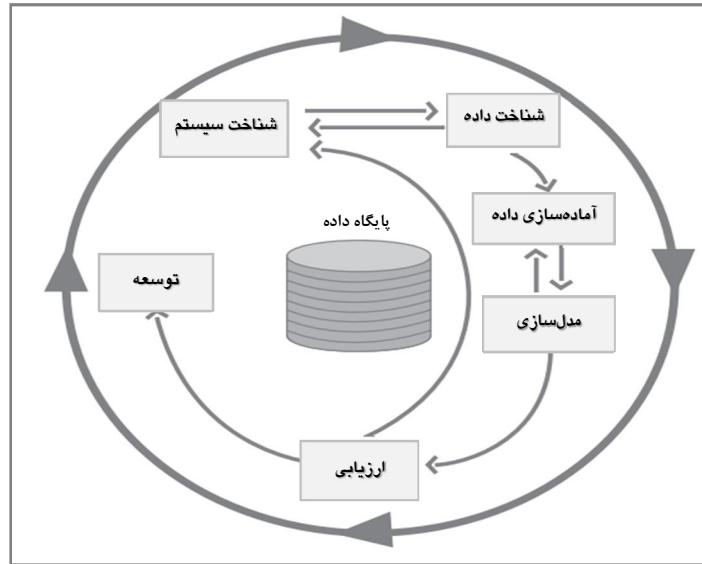 شناخت داده
شناخت سیستم
آماده‌سازی داده
پایگاه داده
توسعه
مدل‌سازی
ارزیابی